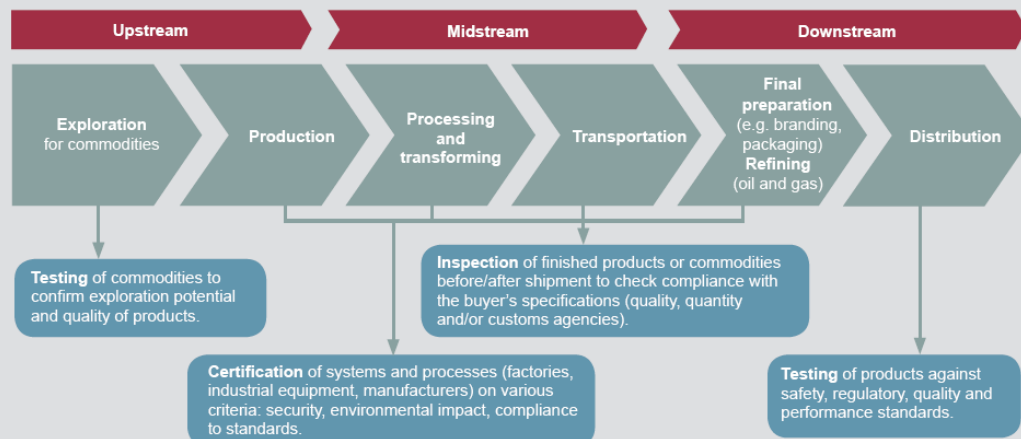 Upstream
Midstream
Downstream
Exploration
for commodities
Production
Processing
and
transforming
Transportation
Final
preparation
(e.g. branding,
packaging)
Refining
(oil and gas)
Distribution
Testing of commodities to
confirm exploration potential
and quality of products.
Inspection of finished products or commodities
before/after shipment to check compliance with
the buyer’s specifications (quality, quantity
and/or customs agencies).
Certification of systems and processes (factories,
industrial equipment, manufacturers) on various
criteria: security, environmental impact, compliance
to standards.
Testing of products against
safety, regulatory, quality and
performance standards.